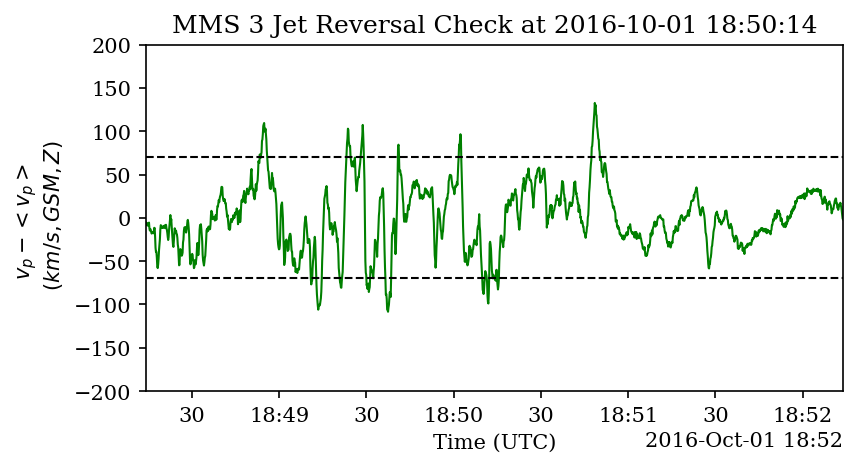 MMS 3 Jet Reversal Check at 2016-10-01 18:50:14
200
150
100
50
0
−50
−100
−150
−200
v_p − < v_p >
(km/s, GSM, Z)
30 18:49 30 18:50 30 18:51 30 18:52
Time (UTC)
2016-Oct-01 18:52